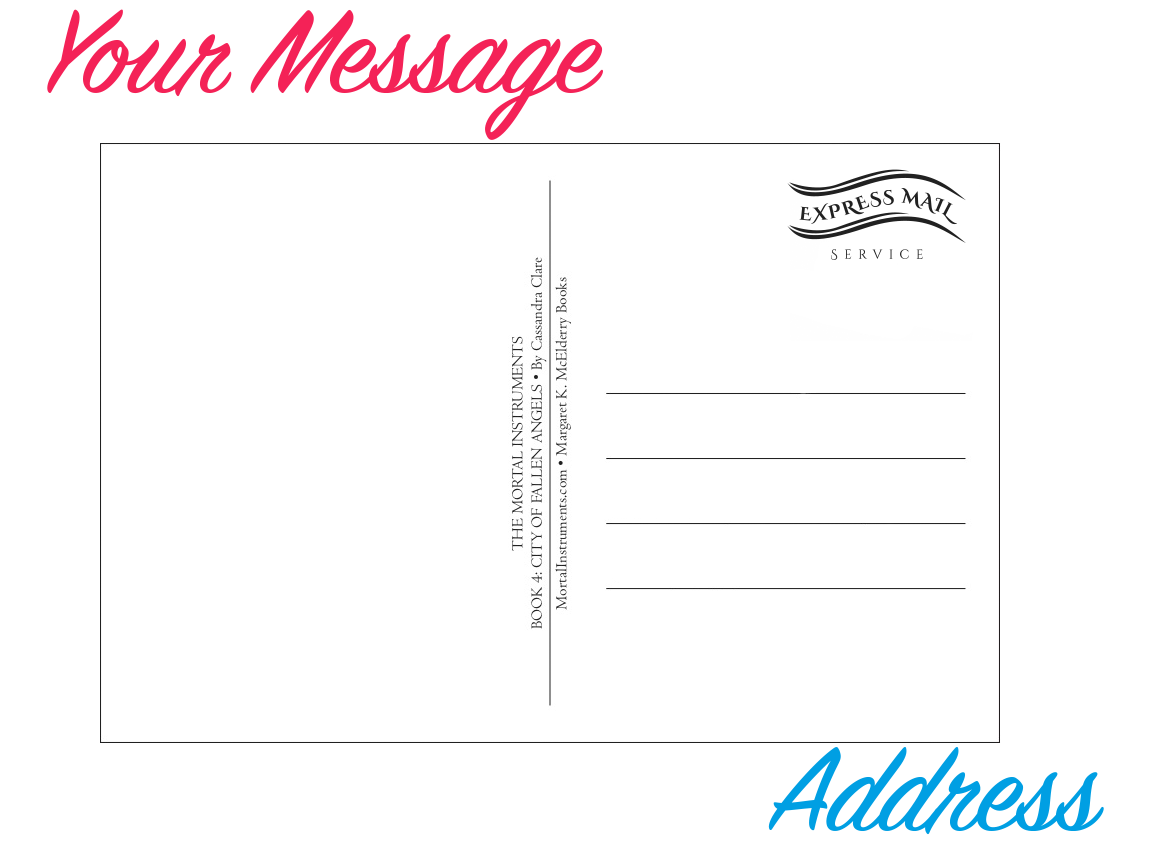 Your Message
EXPRESS MAIL
SERVICE
THE MORTAL INSTRUMENTS
BOOK 4: CITY OF FALLEN ANGELS • By Cassandra Clare
MortalInstruments.com • Margaret K. McElderry Books
Address